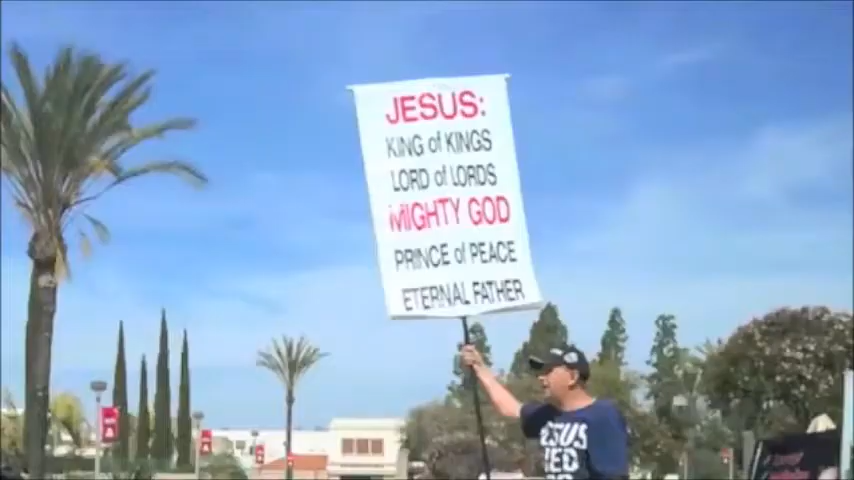 JESUS:
KING of KINGS
LORD of LORDS
MIGHTY GOD
PRINCE of PEACE
ETERNAL FATHER